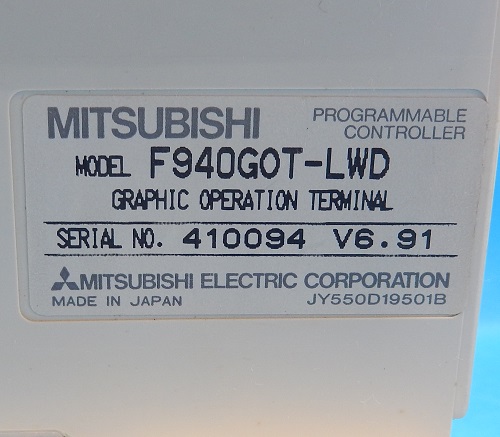 MITSUBISHI PROGRAMMABLE
CONTROLLER
MODEL F940GOT-LWD
GRAPHIC OPERATION TERMINAL
SERIAL NO. 410094 V6.91
MITSUBISHI ELECTRIC CORPORATION
MADE IN JAPAN JY550D19501B